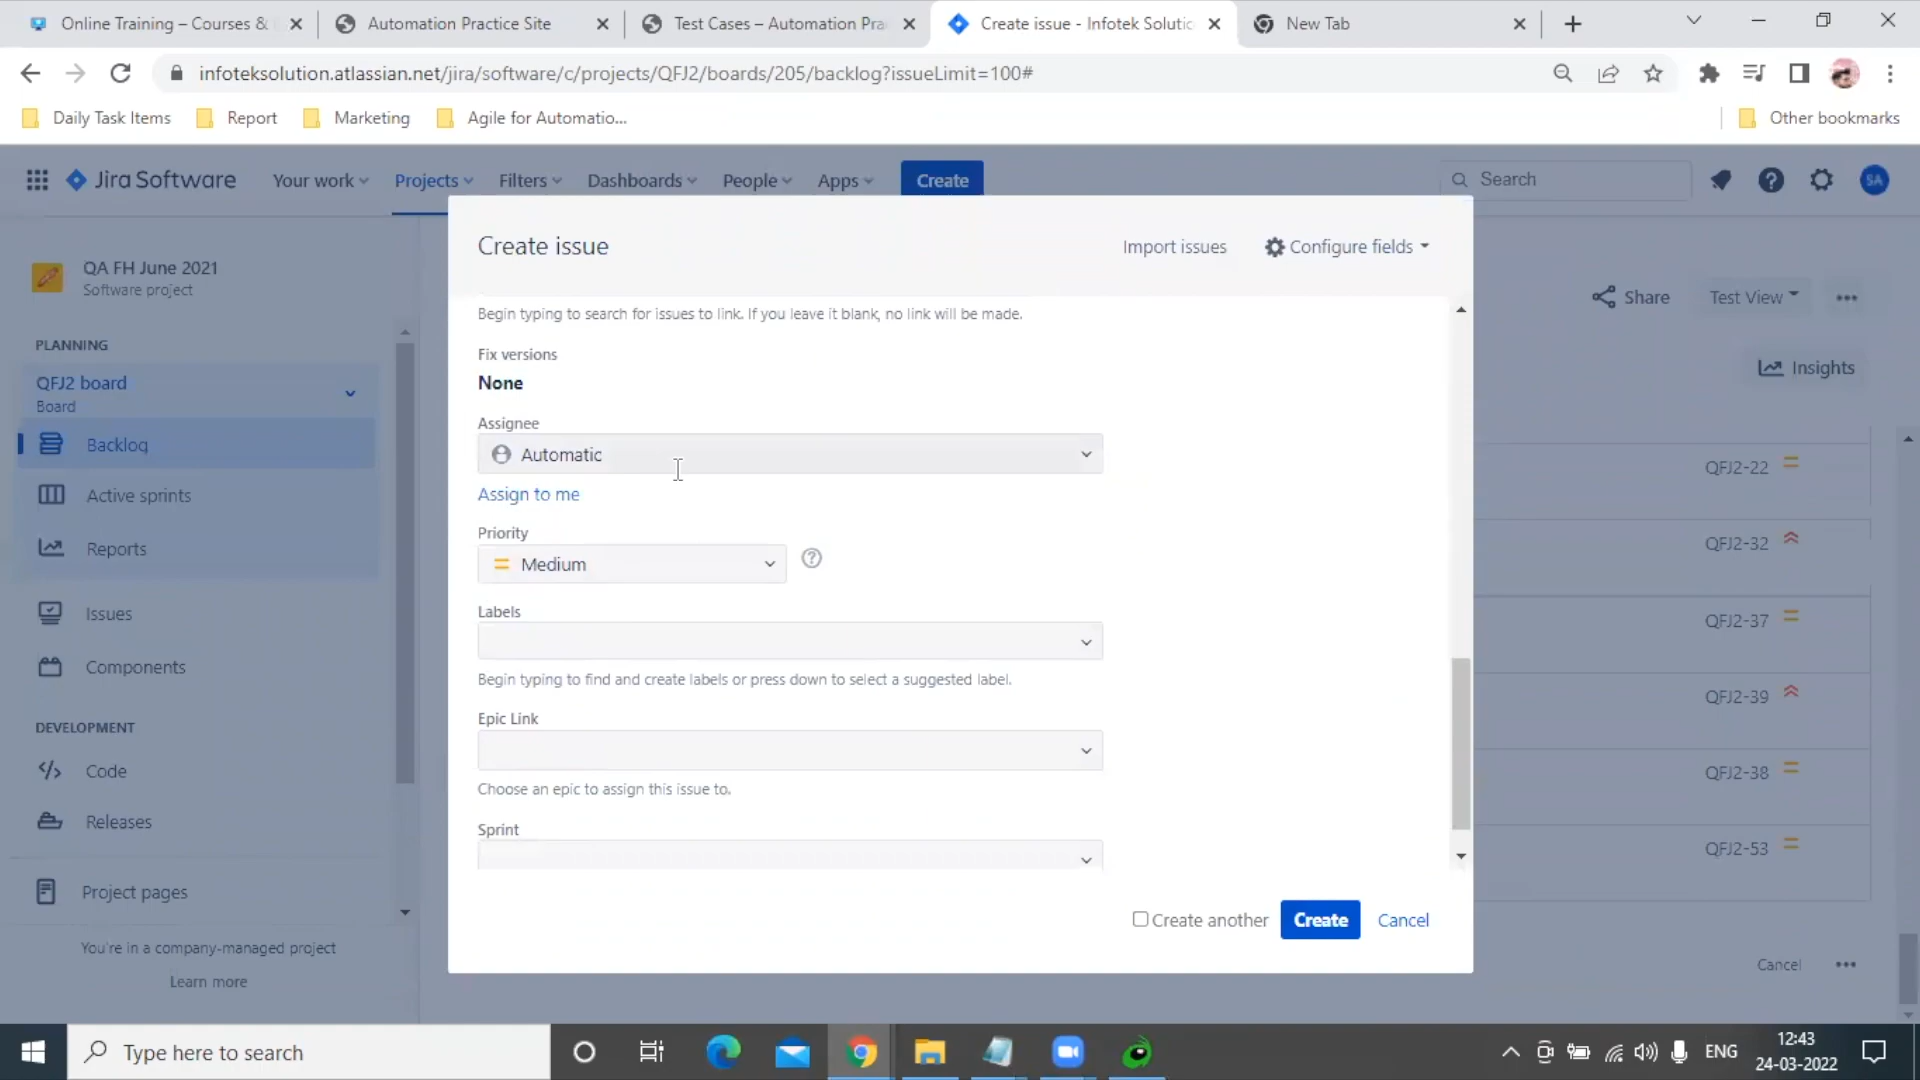 Online Training – Courses &
Automation Practice Site
Test Cases – Automation Pra
Create issue - Infotek Solutic
New Tab
infoteksolution.atlassian.net/jira/software/c/projects/QFJ2/boards/205/backlog?issueLimit=100#
Daily Task Items
Report
Marketing
Agile for Automatio...
Other bookmarks
Jira Software
Your work
Projects
Filters
Dashboards
People
Apps
Create
Search
SA
Create issue
Import issues
Configure fields
QA FH June 2021
Software project
Share
Test View
PLANNING
QFJ2 board
Board
Backlog
Active sprints
Reports
Issues
Components
DEVELOPMENT
Code
Releases
Project pages
You're in a company-managed project
Learn more
Begin typing to search for issues to link. If you leave it blank, no link will be made.
Fix versions
None
Assignee
Automatic
Assign to me
Priority
Medium
Labels
Begin typing to find and create labels or press down to select a suggested label.
Epic Link
Choose an epic to assign this issue to.
Sprint
Create another
Create
Cancel
Insights
QFJ2-22
QFJ2-32
QFJ2-37
QFJ2-39
QFJ2-38
QFJ2-53
Cancel
Type here to search
ENG
12:43
24-03-2022